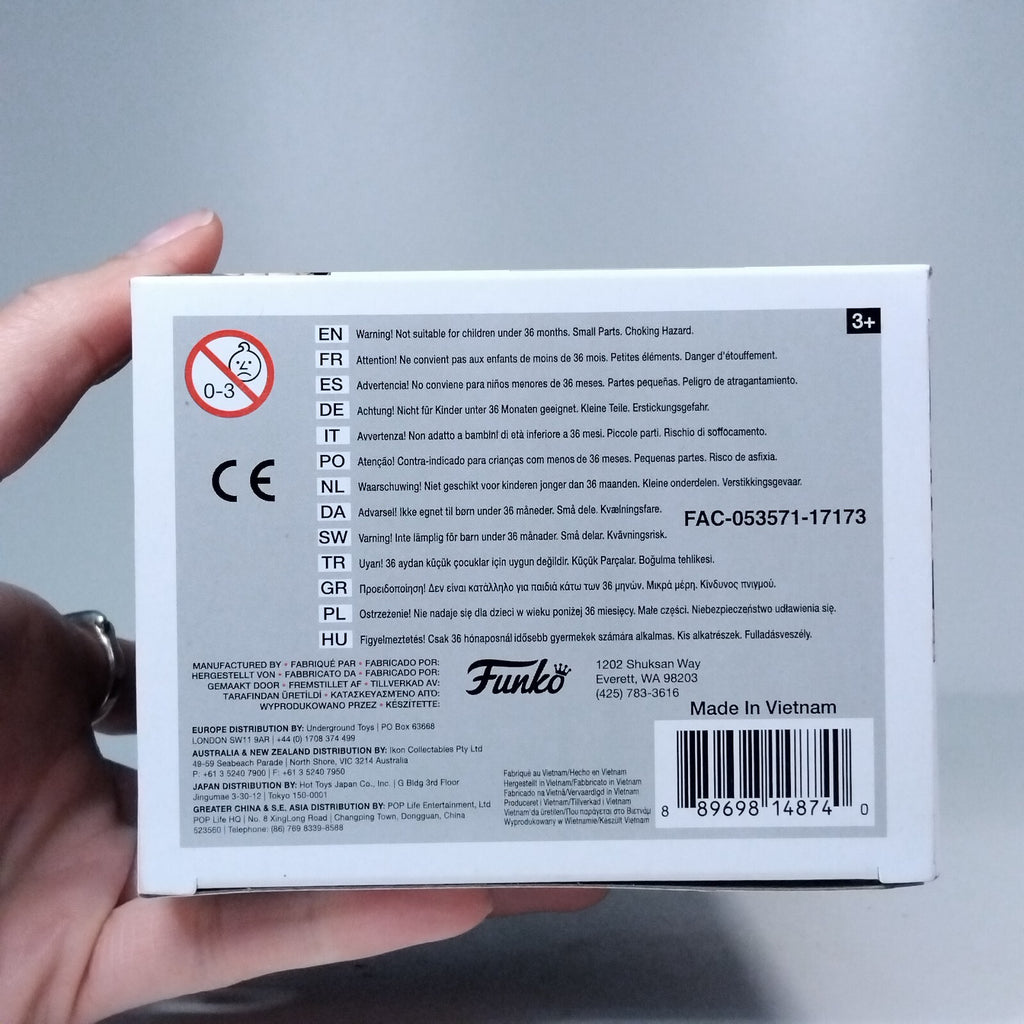 3+
0-3
EN Warning! Not suitable for children under 36 months. Small Parts. Choking Hazard.
FR Attention! Ne convient pas aux enfants de moins de 36 mois. Petites éléments. Danger d'étouffement.
ES Advertencia! No conviene para niños menores de 36 meses. Partes pequeñas. Peligro de atragantamiento.
DE Achtung! Nicht für Kinder unter 36 Monaten geeignet. Kleine Teile. Erstickungsgefahr.
IT Avvertenza! Non adatto a bambini di età inferiore a 36 mesi. Piccole parti. Rischio di soffocamento.
PO Atenção! Contra-indicado para crianças com menos de 36 meses. Pequenas partes. Risco de asfixia.
NL Waarschuwing! Niet geschikt voor kinderen jonger dan 36 maanden. Kleine onderdelen. Verstikkingsgevaar.
DA Advarsel! Ikke egnet til børn under 36 måneder. Små dele. Kvælningsfare.
SW Varning! Inte lämplig för barn under 36 månader. Små delar. Kvävningsrisk.
TR Uyarı! 36 aydan küçük çocuklar için uygun değildir. Küçük Parçalar. Boğulma tehlikesi.
GR Προειδοποίηση! Δεν είναι κατάλληλο για παιδιά κάτω των 36 μηνών. Μικρά μέρη. Κίνδυνος πνιγμού.
PL Ostrzeżenie! Nie nadaje się dla dzieci w wieku poniżej 36 miesięcy. Małe części. Niebezpieczeństwo udławienia się.
HU Figyelmeztetés! Csak 36 hónaposnál idősebb gyermekek számára alkalmas. Kis alkatrészek. Fulladásveszély.
CE
FAC-053571-17173
MANUFACTURED BY • FABRIQUÉ PAR • FABRICADO POR:
HERGESTELLT VON • FABBRICATO DA • FABRICADO POR:
GEMAAKT DOOR • FREMSTILLET AF • TILLVERKAD AV:
TARAFINDAN ÜRETİLDİ • ΚΑΤΑΣΚΕΥΑΣΜΈΝΟ ΑΠΌ:
WYPRODUKOWANO PRZEZ • KÉSZÍTETTE:
Funko
1202 Shuksan Way
Everett, WA 98203
(425) 783-3616
Made In Vietnam
EUROPE DISTRIBUTION BY: Underground Toys | PO Box 63668
LONDON SW11 9AR | +44 (0) 1708 374 499
AUSTRALIA & NEW ZEALAND DISTRIBUTION BY: Ikon Collectables Pty Ltd
49-59 Seabeach Parade | North Shore, VIC 3214 Australia
P: +61 3 5240 7900 | F: +61 3 5240 7950
JAPAN DISTRIBUTION BY: Hot Toys Japan Co., Inc. | G Bldg 3rd Floor
Jingumae 3-30-12 | Tokyo 150-0001
GREATER CHINA & S.E. ASIA DISTRIBUTION BY: POP Life Entertainment, Ltd
POP Life HQ | No. 8 XingLong Road | Changping Town, Dongguan, China
523560 | Telephone: (86) 769 8339-8588
Fabriqué au Vietnam/Hecho en Vietnam
Hergestellt in Vietnam/Fabbricato in Vietnam
Fabricado na Vietnã/Vervaardigd in Vietnam
Produceret i Vietnam/Tillverkad i Vietnam
Vietnam'da üretilen/Που παράγεται στο Βιετνάμ
Wyprodukowany w Wietnamie/Készült Vietnam
8 89698 14874 0